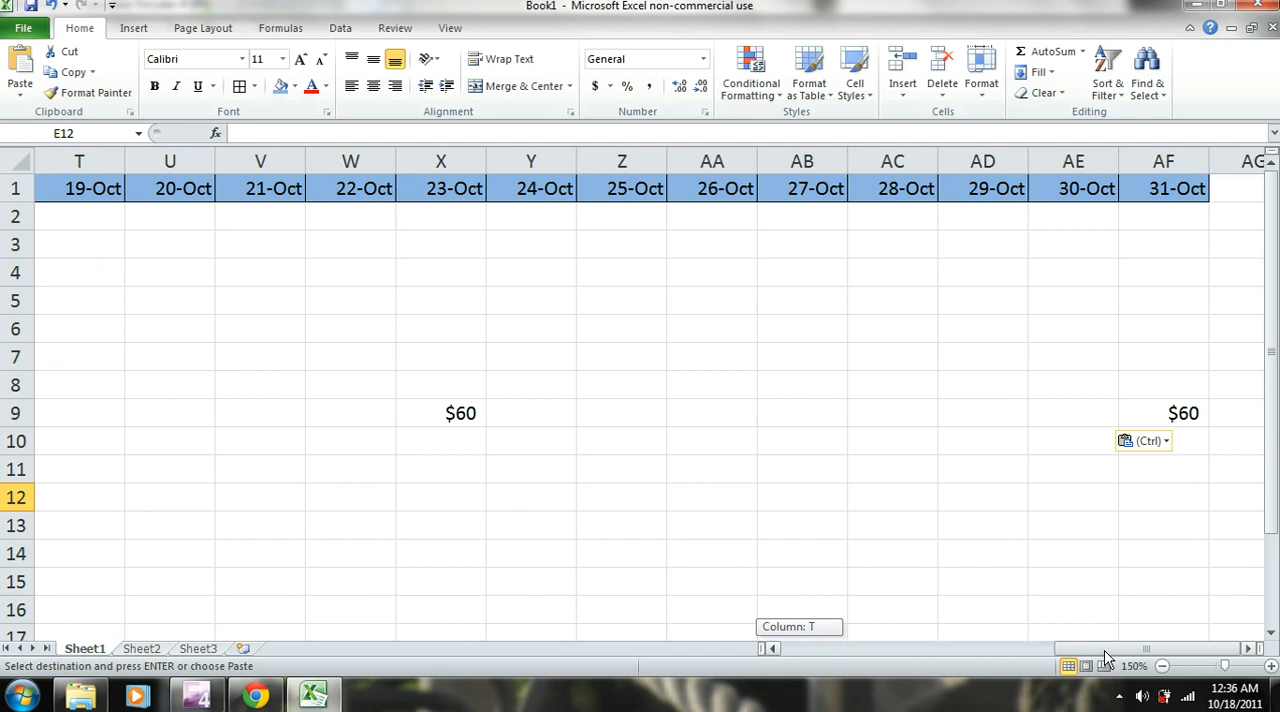 Book1 - Microsoft Excel non-commercial use
File Home Insert Page Layout Formulas Data Review View
Paste Cut Copy Format Painter
Clipboard
Calibri 11 A A
B I U A
Font
Wrap Text
Merge & Center
Alignment
General
$ % , .0 .00 .00 .0
Number
Conditional Formatting
Format as Table
Cell Styles
Styles
Insert Delete Format
Cells
Σ AutoSum
Fill
Clear
Sort & Filter
Find & Select
Editing
E12 fx
T U V W X Y Z AA AB AC AD AE AF AG
1 19-Oct 20-Oct 21-Oct 22-Oct 23-Oct 24-Oct 25-Oct 26-Oct 27-Oct 28-Oct 29-Oct 30-Oct 31-Oct
2
3
4
5
6
7
8
9 $60 $60
10 (Ctrl)
11
12
13
14
15
16
17
Column: T
Sheet1 Sheet2 Sheet3
Select destination and press ENTER or choose Paste 150%
12:36 AM
10/18/2011